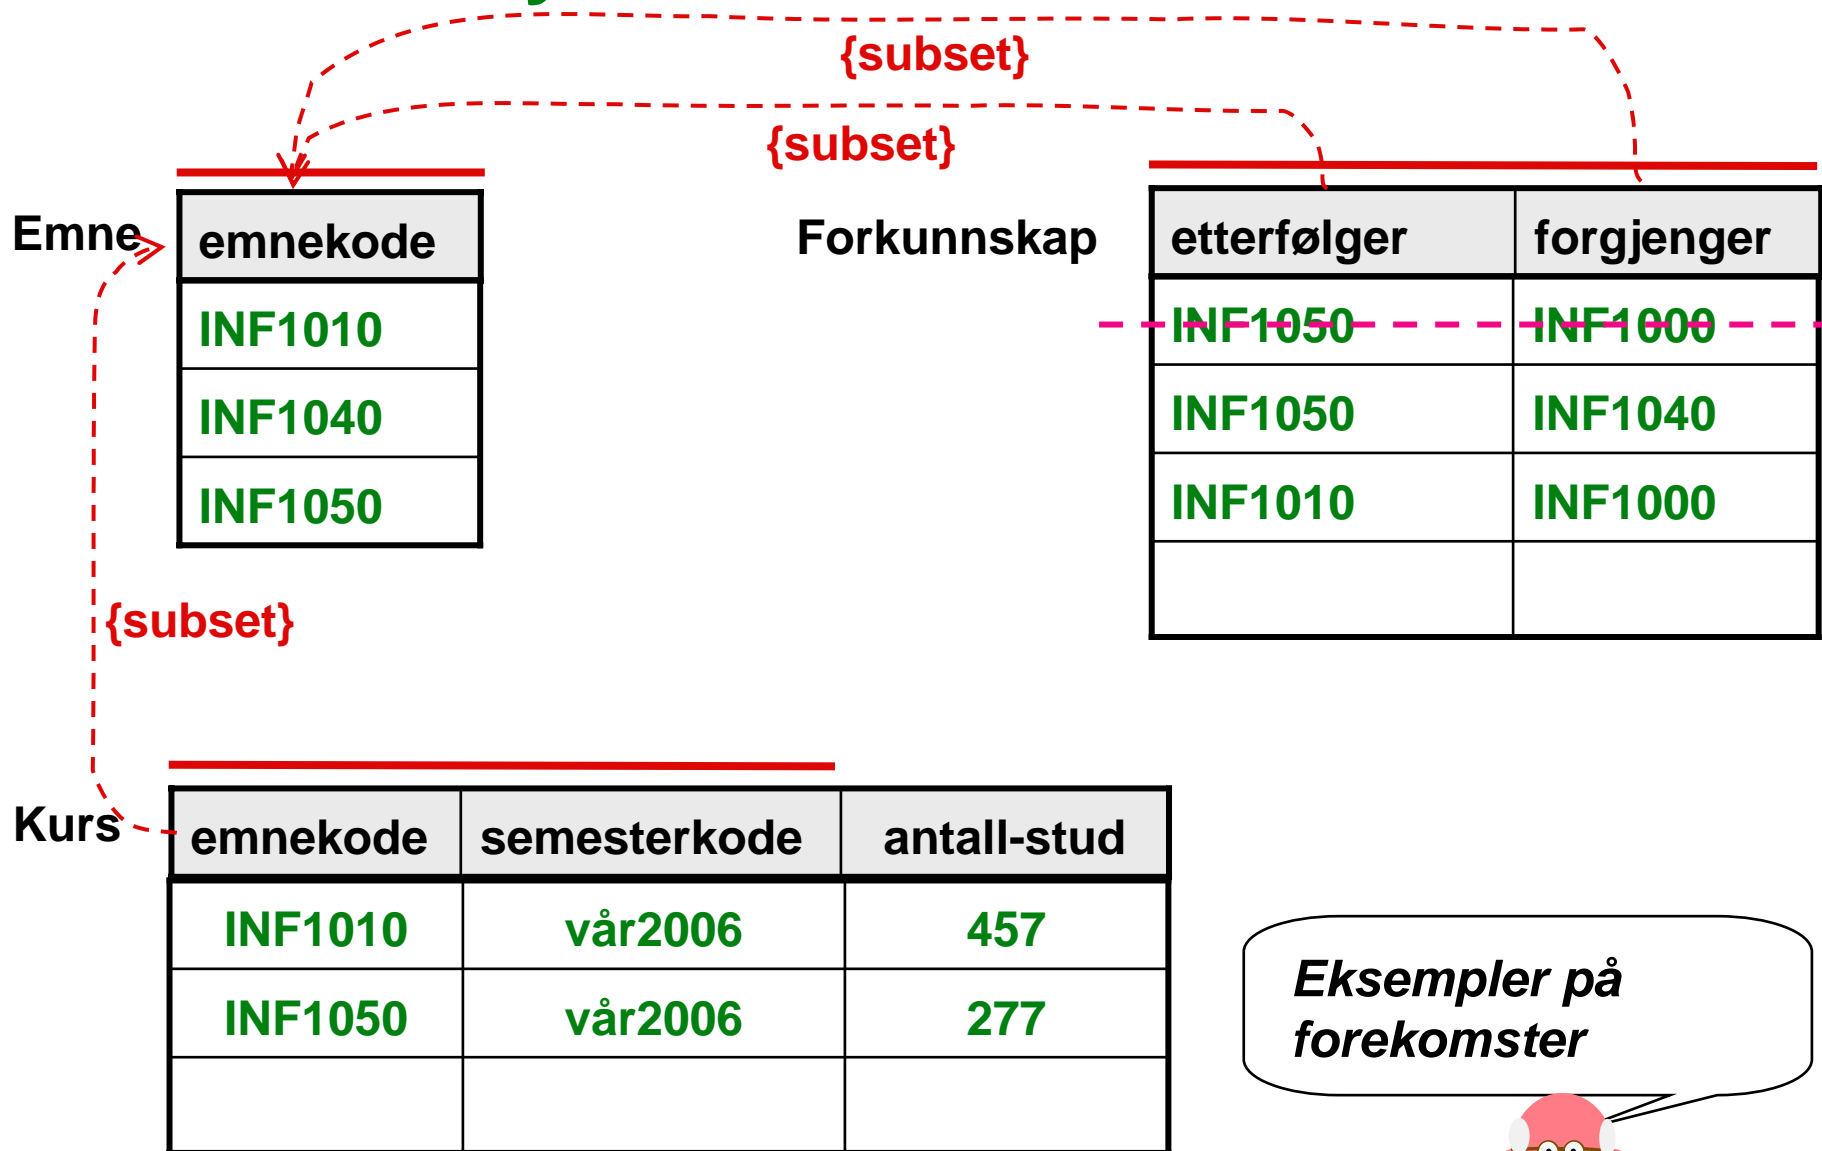 {subset}
{subset}
Emne
emnekode
INF1010
INF1040
INF1050
Forkunnskap
etterfølger forgjenger
INF1050 INF1000
INF1050 INF1040
INF1010 INF1000
{subset}
Kurs
emnekode semesterkode antall-stud
INF1010 vår2006 457
INF1050 vår2006 277
Eksempler på
forekomster